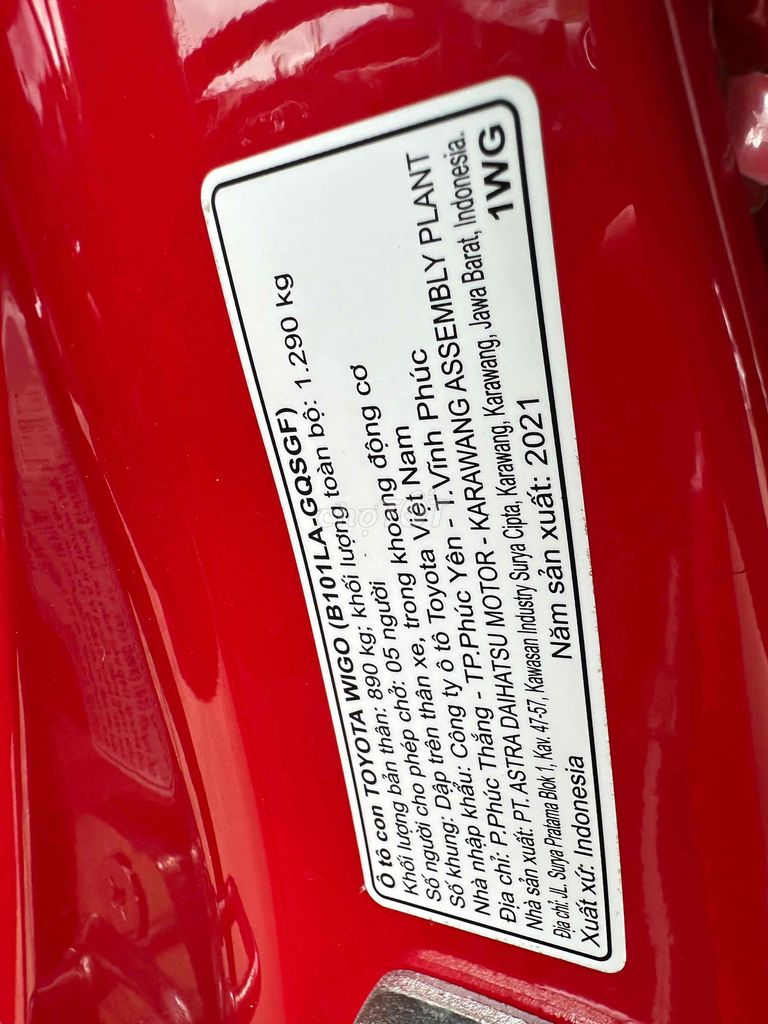 Ô tô con TOYOTA WIGO (B101LA-GQSGF)
Khối lượng bản thân: 890 kg; khối lượng toàn bộ: 1.290 kg
Số người cho phép chở: 05 người
Số khung: Dập trên thân xe, trong khoang động cơ
Nhà nhập khẩu: Công ty ô tô Toyota Việt Nam
Địa chỉ: P.Phúc Thắng - TP.Phúc Yên - T.Vĩnh Phúc
Nhà sản xuất: PT. ASTRA DAIHATSU MOTOR - KARAWANG ASSEMBLY PLANT
Địa chỉ: JL. Surya Pratama Blok 1, Kav. 47-57, Kawasan Industry Surya Cipta, Karawang, Karawang, Jawa Barat, Indonesia.
Xuất xứ: Indonesia Năm sản xuất: 2021 1WG
chợ TỐT